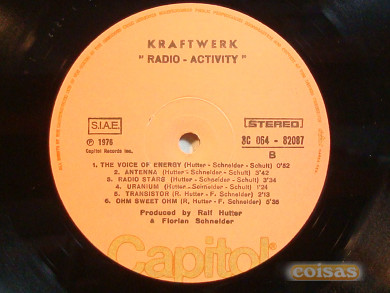 KRAFTWERK
"RADIO - ACTIVITY"
S.I.A.E.
STEREO
℗ 1976
Capitol Records Inc.
3C 064 - 82087
B
1. THE VOICE OF ENERGY (Hutter - Schneider - Schult) 0'52
2. ANTENNA (Hutter - Schneider - Schult) 3'42
3. RADIO STARS (Hutter - Schneider - Schult) 3'34
4. URANIUM (Hutter - Schneider - Schult) 1'24
5. TRANSISTOR (R. Hutter - F. Schneider) 2'13
6. OHM SWEET OHM (R. Hutter - F. Schneider) 5'35
Produced by Ralf Hutter
& Florian Schneider
Capitol
coisas